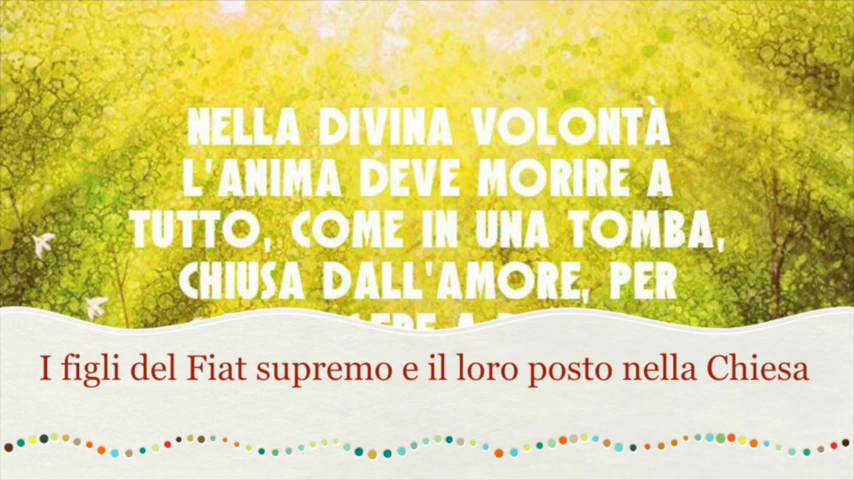 NELLA DIVINA VOLONTÀ
L'ANIMA DEVE MORIRE A
TUTTO, COME IN UNA TOMBA,
CHIUSA DALL'AMORE, PER
I figli del Fiat supremo e il loro posto nella Chiesa